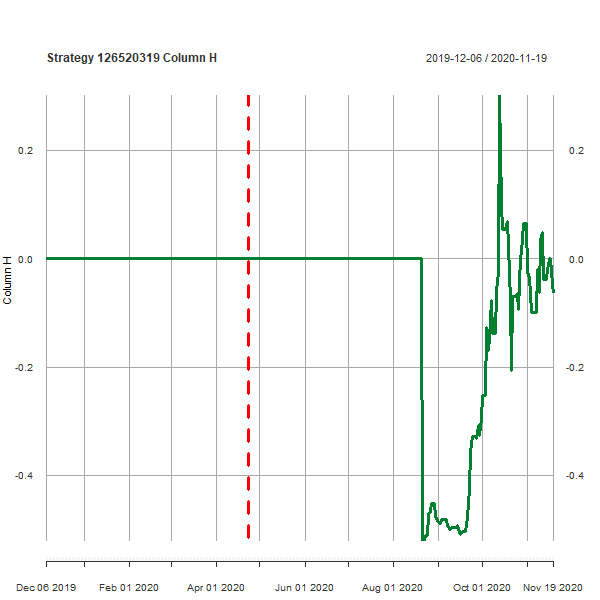 Strategy 126520319 Column H 2019-12-06 / 2020-11-19
0.2 0.2
0.0 0.0
Column H
-0.2 -0.2
-0.4 -0.4
Dec 06 2019 Feb 01 2020 Apr 01 2020 Jun 01 2020 Aug 01 2020 Oct 01 2020 Nov 19 2020